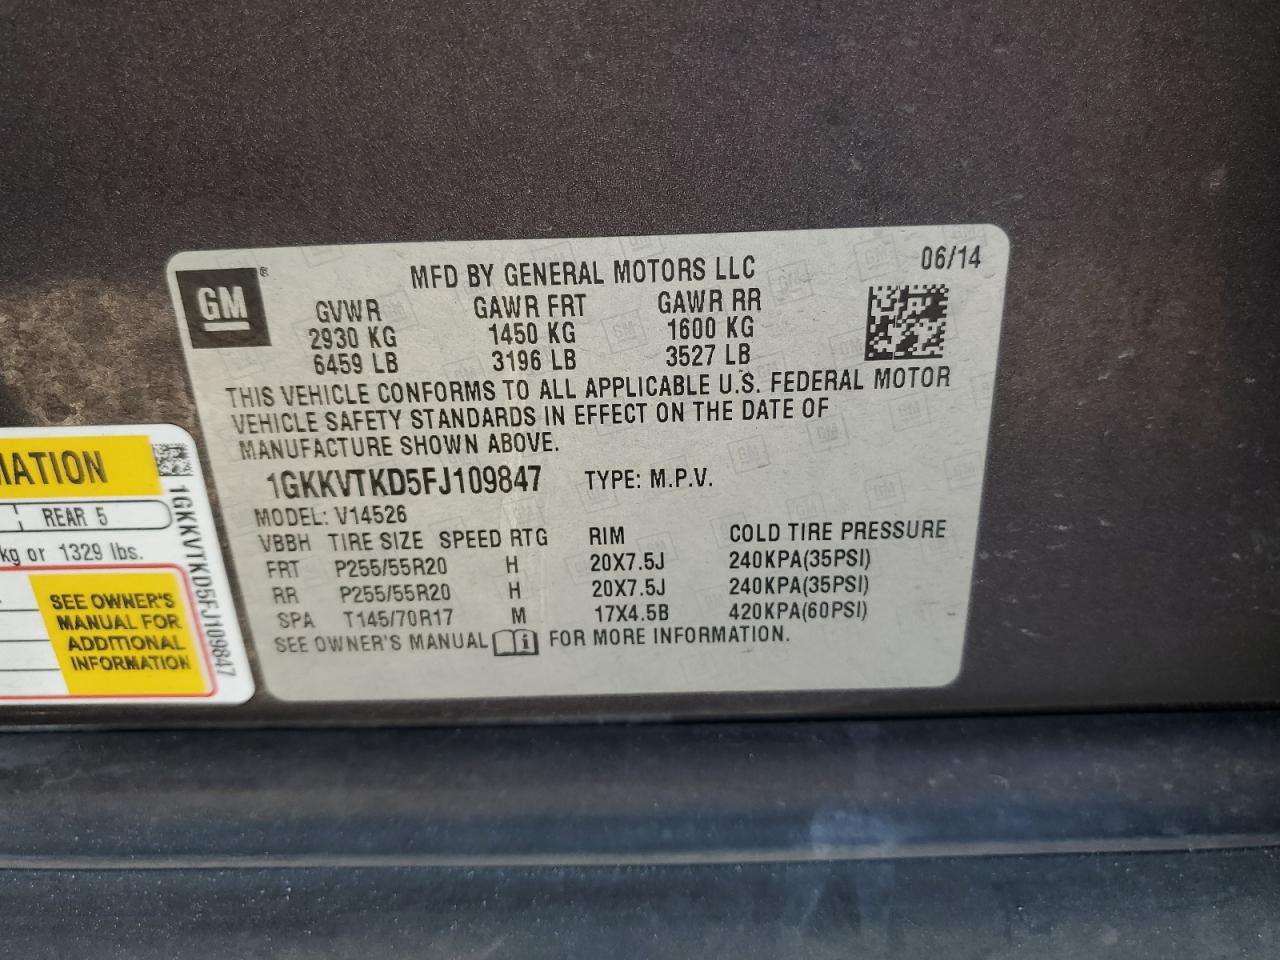 GM ®
MFD BY GENERAL MOTORS LLC 06/14
GVWR GAWR FRT GAWR RR
2930 KG 1450 KG 1600 KG
6459 LB 3196 LB 3527 LB
THIS VEHICLE CONFORMS TO ALL APPLICABLE U.S. FEDERAL MOTOR
VEHICLE SAFETY STANDARDS IN EFFECT ON THE DATE OF
MANUFACTURE SHOWN ABOVE.
1GKKVTKD5FJ109847 TYPE: M.P.V.
MODEL: V14526
VBBH TIRE SIZE SPEED RTG RIM COLD TIRE PRESSURE
FRT P255/55R20 H 20X7.5J 240KPA(35PSI)
RR P255/55R20 H 20X7.5J 240KPA(35PSI)
SPA T145/70R17 M 17X4.5B 420KPA(60PSI)
SEE OWNER'S MANUAL i FOR MORE INFORMATION.
MATION
REAR 5
kg or 1329 lbs.
SEE OWNER'S
MANUAL FOR
ADDITIONAL
INFORMATION
1GKKVTKD5FJ109847